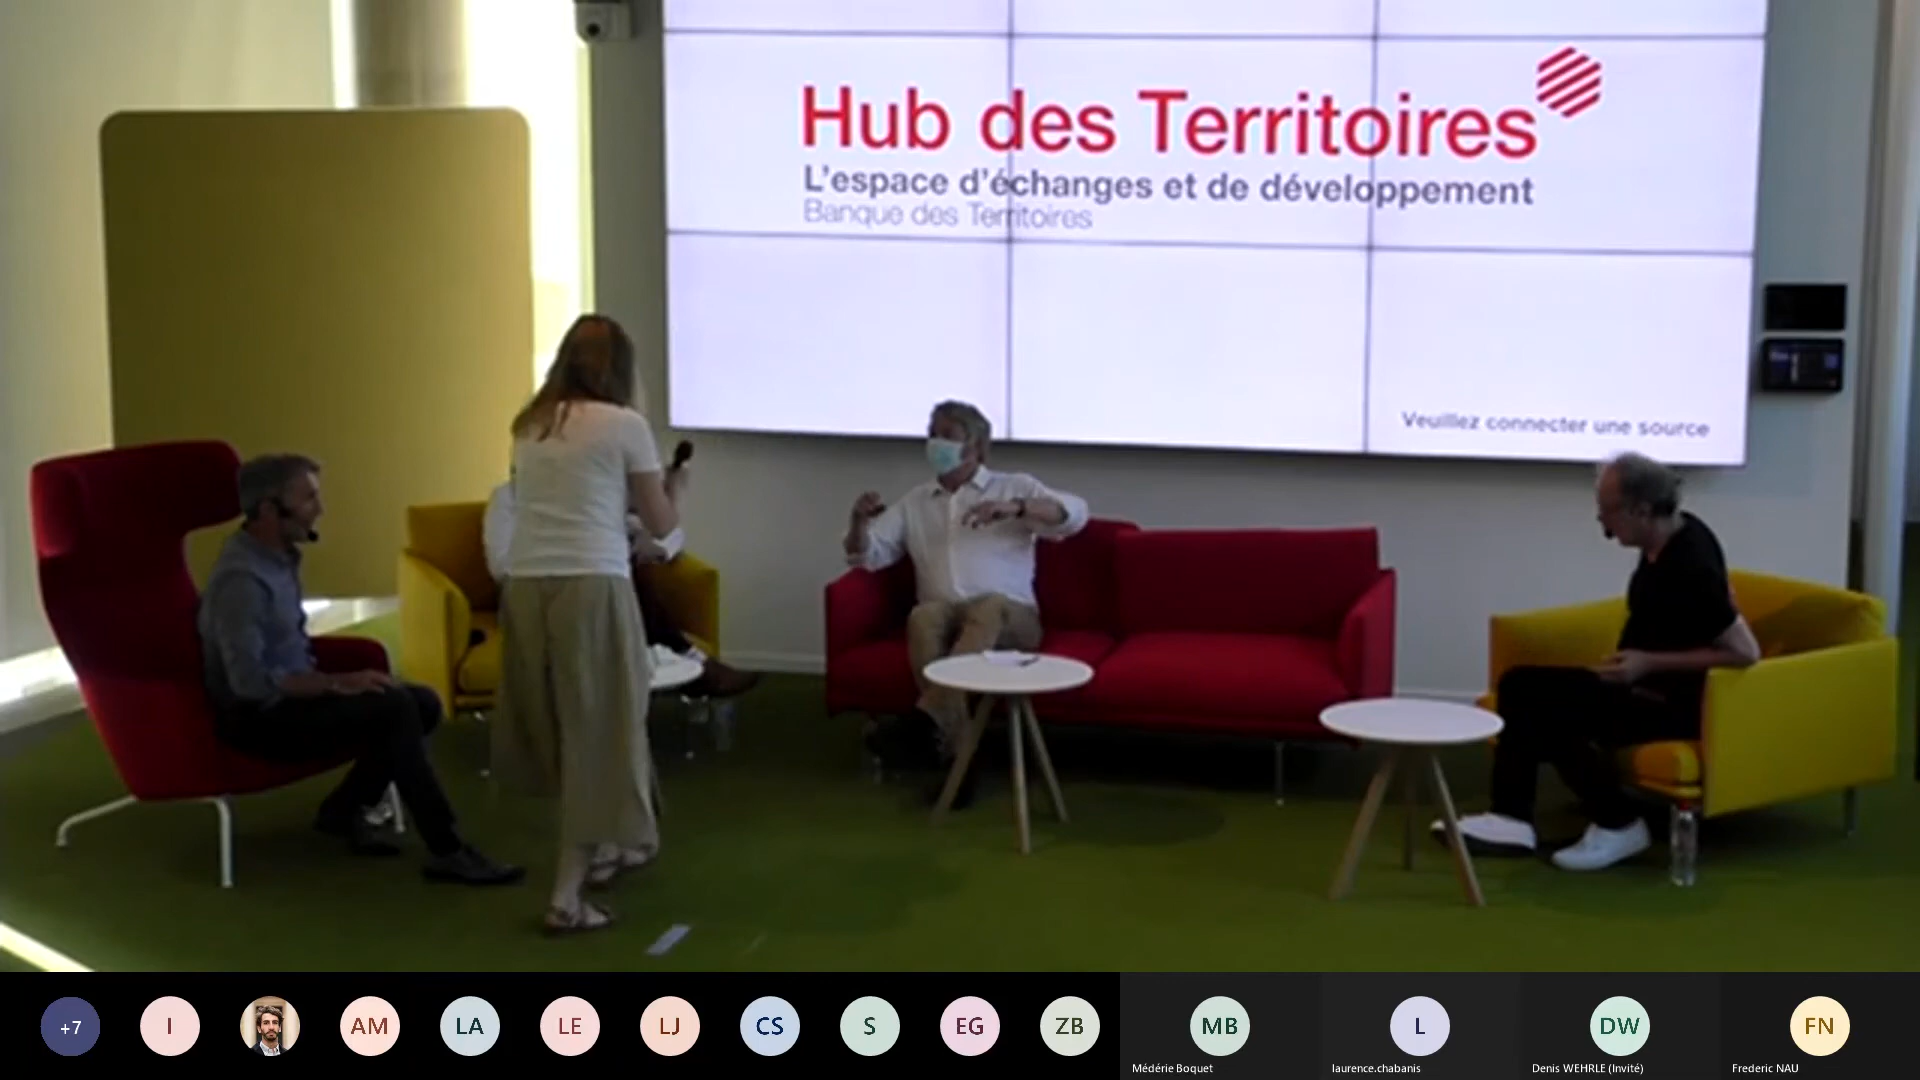 Hub des Territoires
L'espace d'échanges et de développement
Banque des Territoires
Veuillez connecter une source
+7
I
AM
LA
LE
LJ
CS
S
EG
ZB
MB
L
DW
FN
Médérie Boquet
laurence.chabanis
Denis WEHRLE (Invité)
Frederic NAU